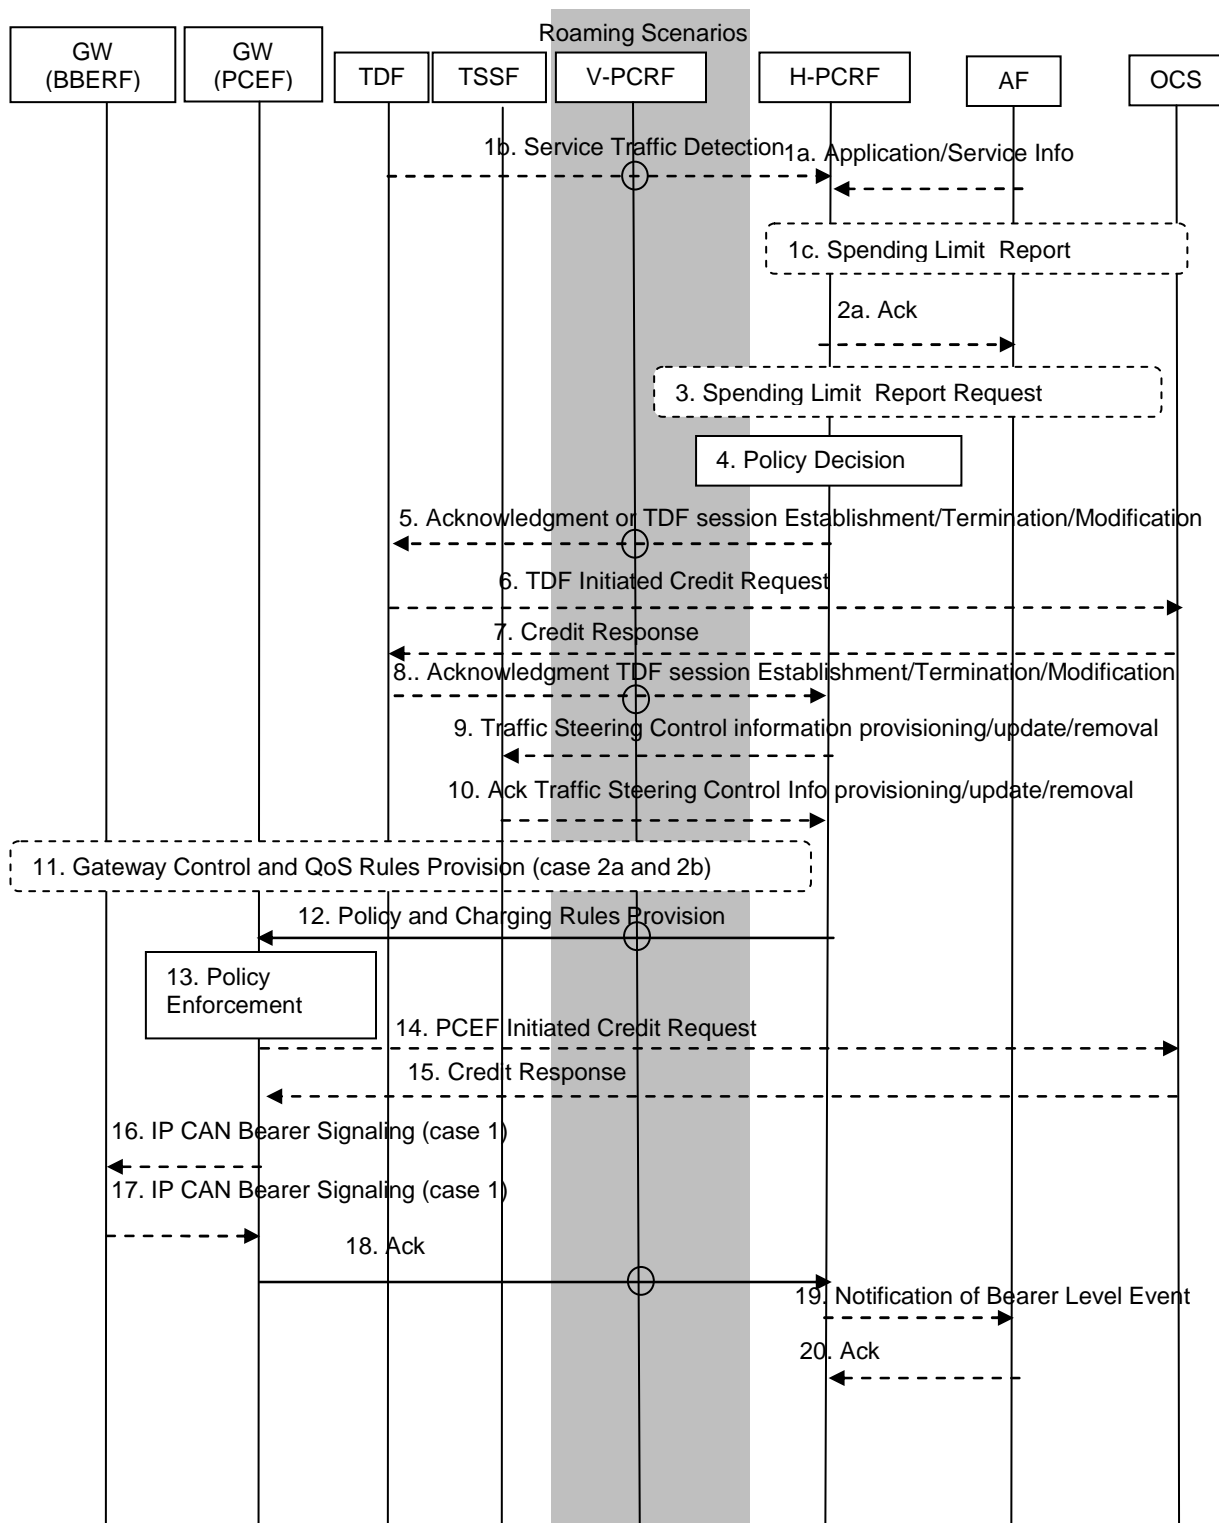 Roaming Scenarios
GW
(BBERF)
GW
(PCEF)
TDF
TSSF
V-PCRF
H-PCRF
AF
OCS
1b. Service Traffic Detection
1a. Application/Service Info
1c. Spending Limit Report
2a. Ack
3. Spending Limit Report Request
4. Policy Decision
5. Acknowledgment or TDF session Establishment/Termination/Modification
6. TDF Initiated Credit Request
7. Credit Response
8.. Acknowledgment TDF session Establishment/Termination/Modification
9. Traffic Steering Control information provisioning/update/removal
10. Ack Traffic Steering Control Info provisioning/update/removal
11. Gateway Control and QoS Rules Provision (case 2a and 2b)
12. Policy and Charging Rules Provision
13. Policy
Enforcement
14. PCEF Initiated Credit Request
15. Credit Response
16. IP CAN Bearer Signaling (case 1)
17. IP CAN Bearer Signaling (case 1)
18. Ack
19. Notification of Bearer Level Event
20. Ack